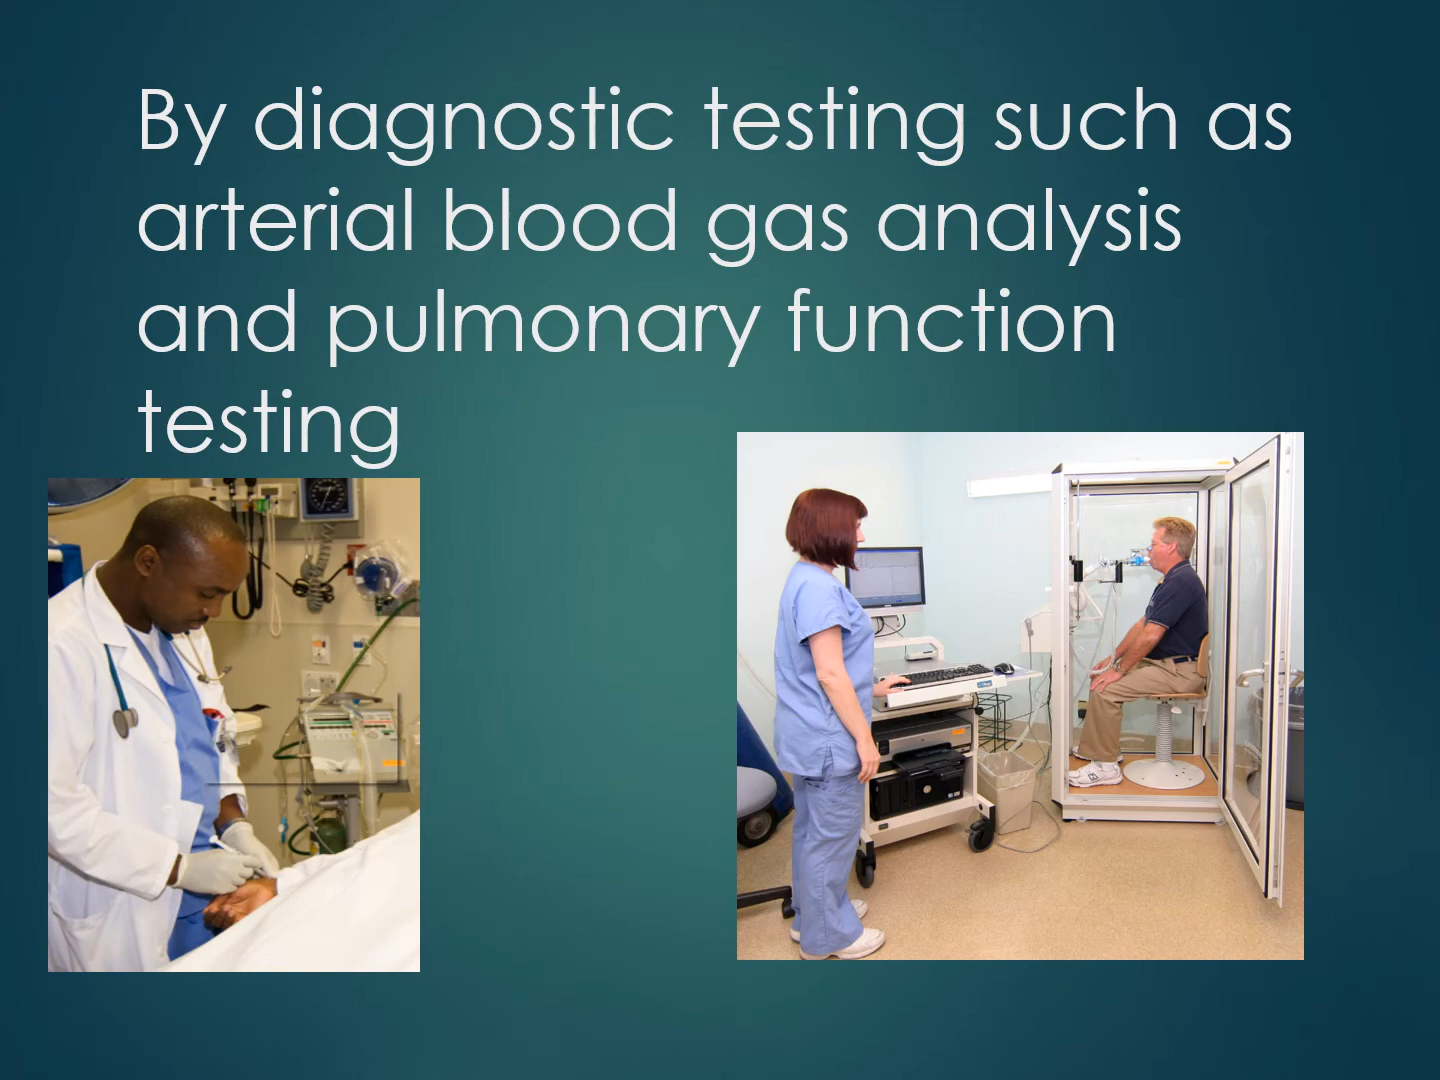 By diagnostic testing such as
arterial blood gas analysis
and pulmonary function
testing